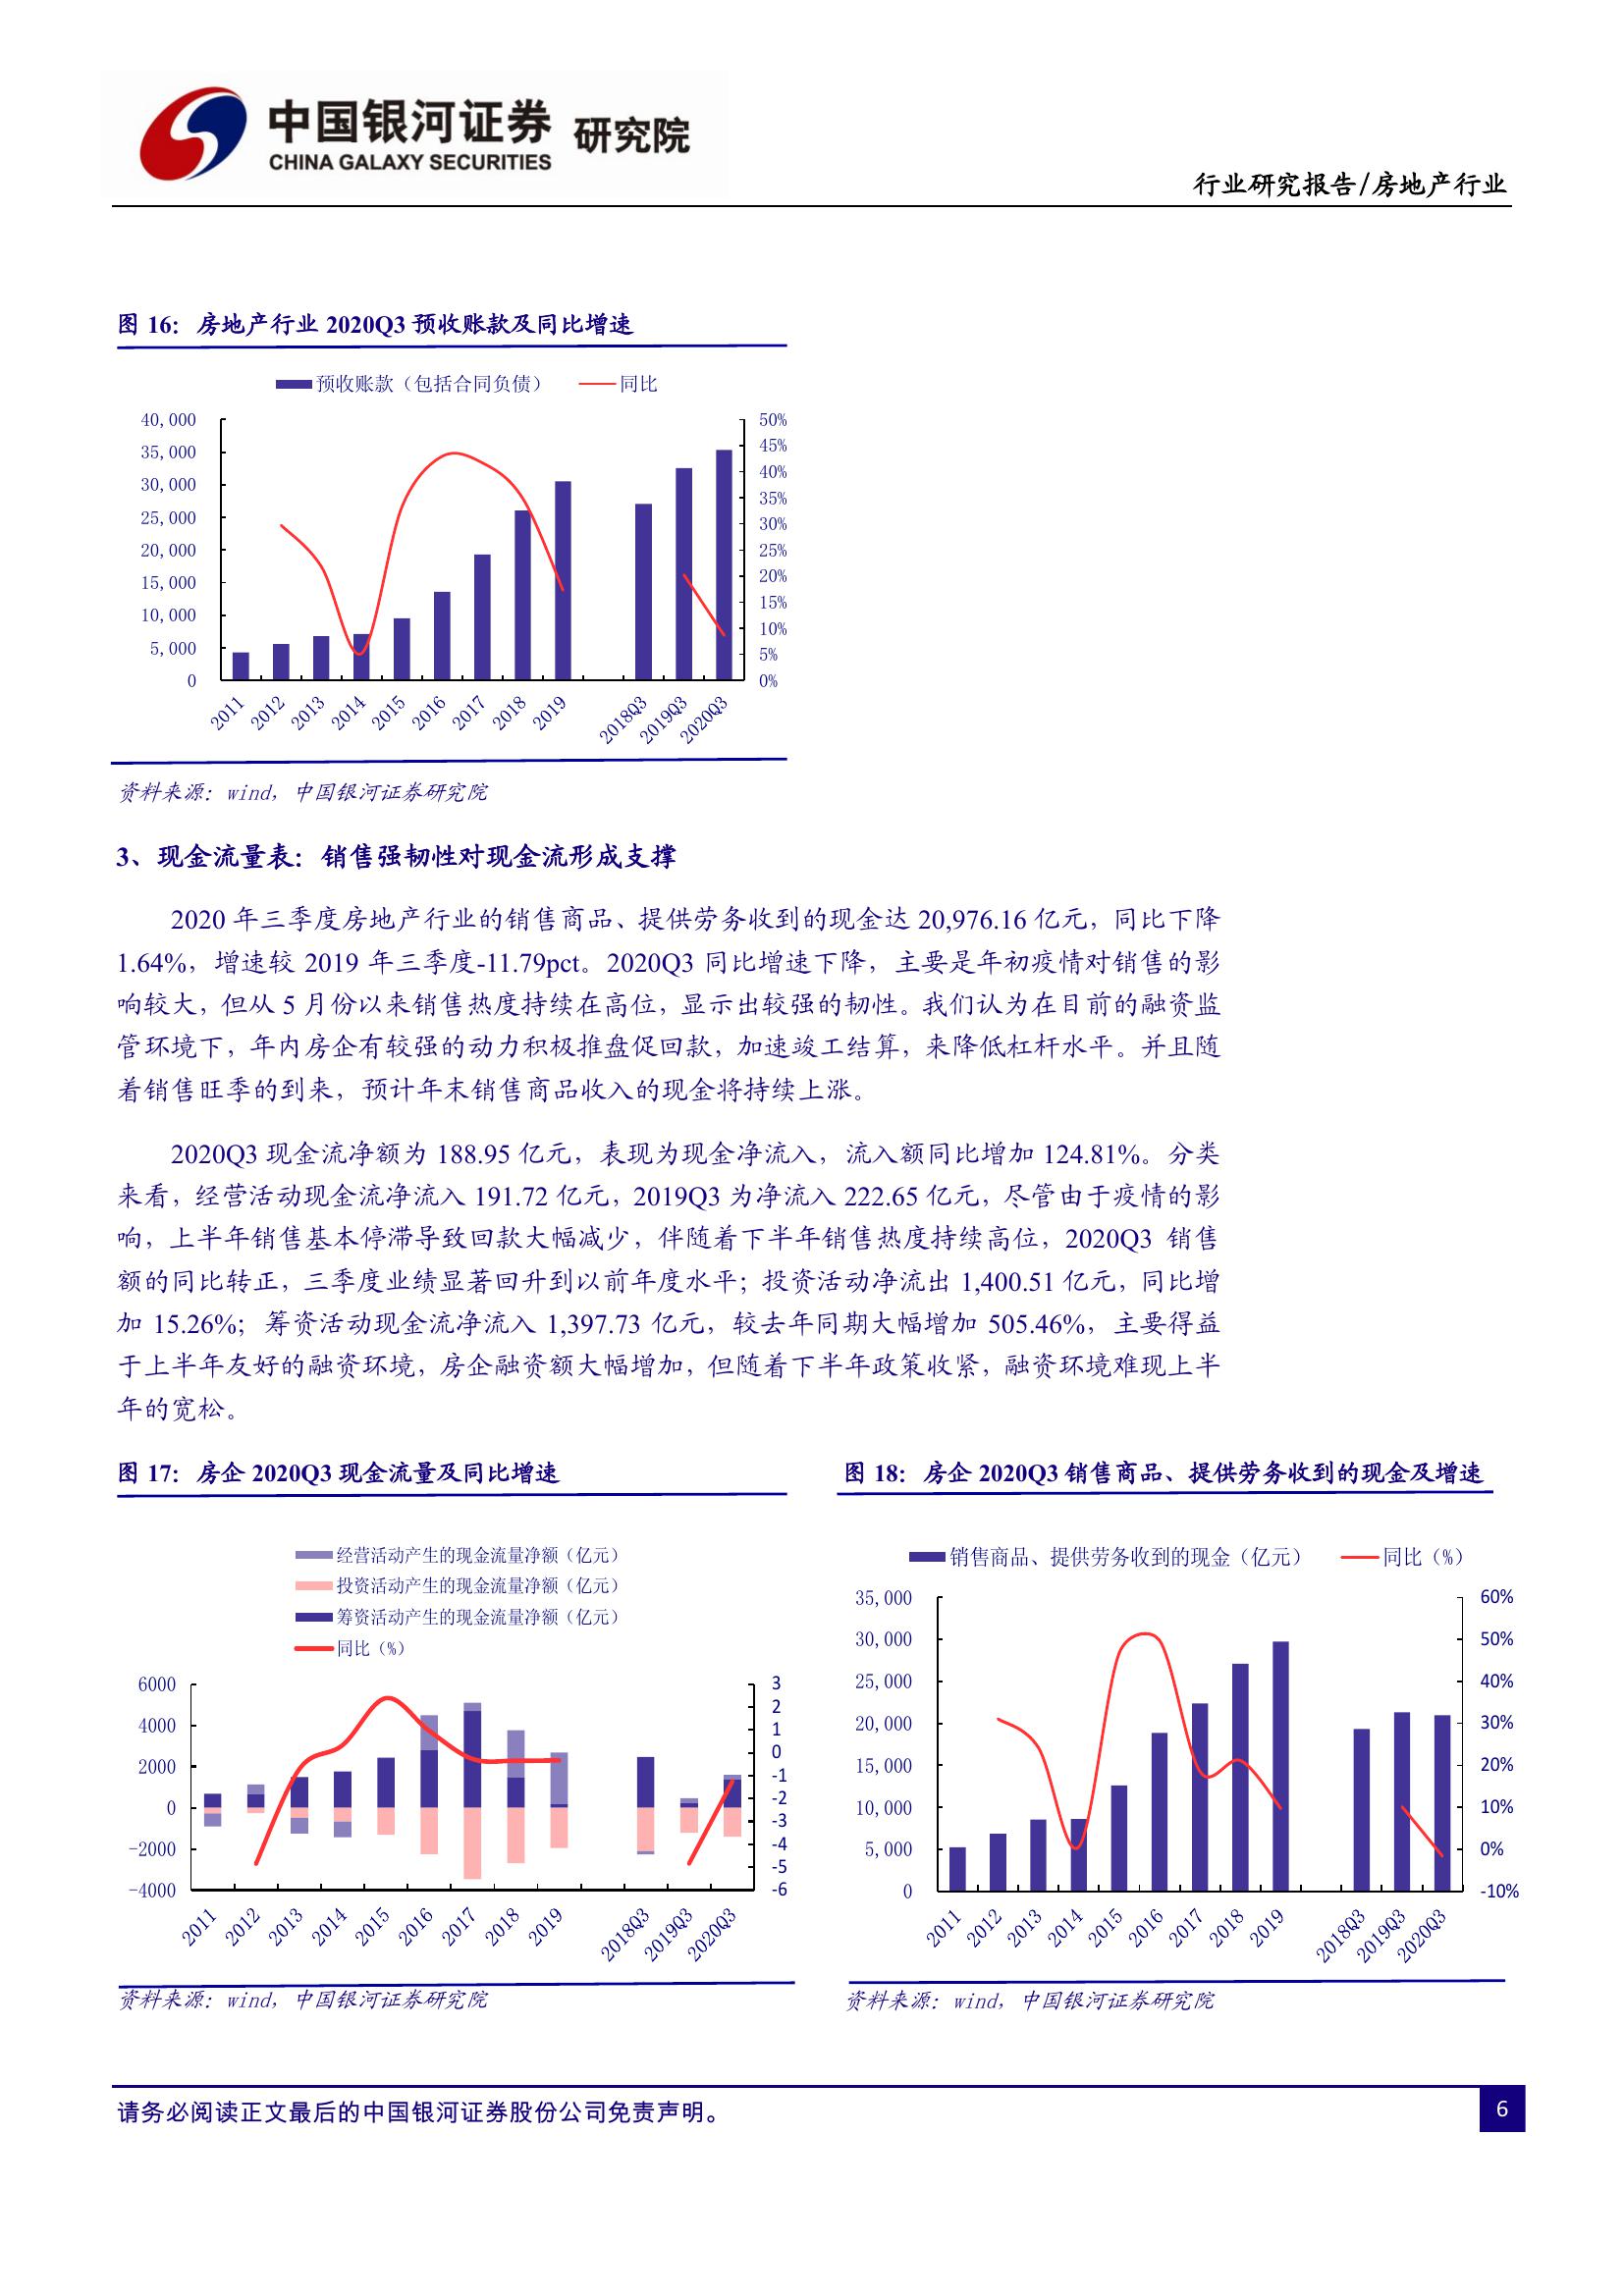 中国银河证券 研究院
CHINA GALAXY SECURITIES
行业研究报告/房地产行业
图 16：房地产行业 2020Q3 预收账款及同比增速
预收账款（包括合同负债） 同比
40,000 50%
35,000 45%
30,000 40%
25,000 35%
20,000 30%
15,000 25%
10,000 20%
5,000 15%
0 10%
5%
0%
2011 2012 2013 2014 2015 2016 2017 2018 2019 2018Q3 2019Q3 2020Q3
资料来源：wind，中国银河证券研究院
3、现金流量表：销售强韧性对现金流形成支撑
2020 年三季度房地产行业的销售商品、提供劳务收到的现金达 20,976.16 亿元，同比下降
1.64%，增速较 2019 年三季度-11.79pct。2020Q3 同比增速下降，主要是年初疫情对销售的影
响较大，但从 5 月份以来销售热度持续在高位，显示出较强的韧性。我们认为在目前的融资监
管环境下，年内房企有较强的动力积极推盘促回款，加速竣工结算，来降低杠杆水平。并且随
着销售旺季的到来，预计年末销售商品收入的现金将持续上涨。
2020Q3 现金流净额为 188.95 亿元，表现为现金净流入，流入额同比增加 124.81%。分类
来看，经营活动现金流净流入 191.72 亿元，2019Q3 为净流入 222.65 亿元，尽管由于疫情的影
响，上半年销售基本停滞导致回款大幅减少，伴随着下半年销售热度持续高位，2020Q3 销售
额的同比转正，三季度业绩显著回升到以前年度水平；投资活动净流出 1,400.51 亿元，同比增
加 15.26%；筹资活动现金流净流入 1,397.73 亿元，较去年同期大幅增加 505.46%，主要得益
于上半年友好的融资环境，房企融资额大幅增加，但随着下半年政策收紧，融资环境难现上半
年的宽松。
图 17：房企 2020Q3 现金流量及同比增速
经营活动产生的现金流量净额（亿元）
投资活动产生的现金流量净额（亿元）
筹资活动产生的现金流量净额（亿元）
同比（%）
6000 3
4000 2
2000 1
0 0
-2000 -1
-4000 -2
-3
-4
-5
-6
2011 2012 2013 2014 2015 2016 2017 2018 2019 2018Q3 2019Q3 2020Q3
资料来源：wind，中国银河证券研究院
图 18：房企 2020Q3 销售商品、提供劳务收到的现金及增速
销售商品、提供劳务收到的现金（亿元） 同比（%）
35,000 60%
30,000 50%
25,000 40%
20,000 30%
15,000 20%
10,000 10%
5,000 0%
0 -10%
2011 2012 2013 2014 2015 2016 2017 2018 2019 2018Q3 2019Q3 2020Q3
资料来源：wind，中国银河证券研究院
请务必阅读正文最后的中国银河证券股份公司免责声明。
6